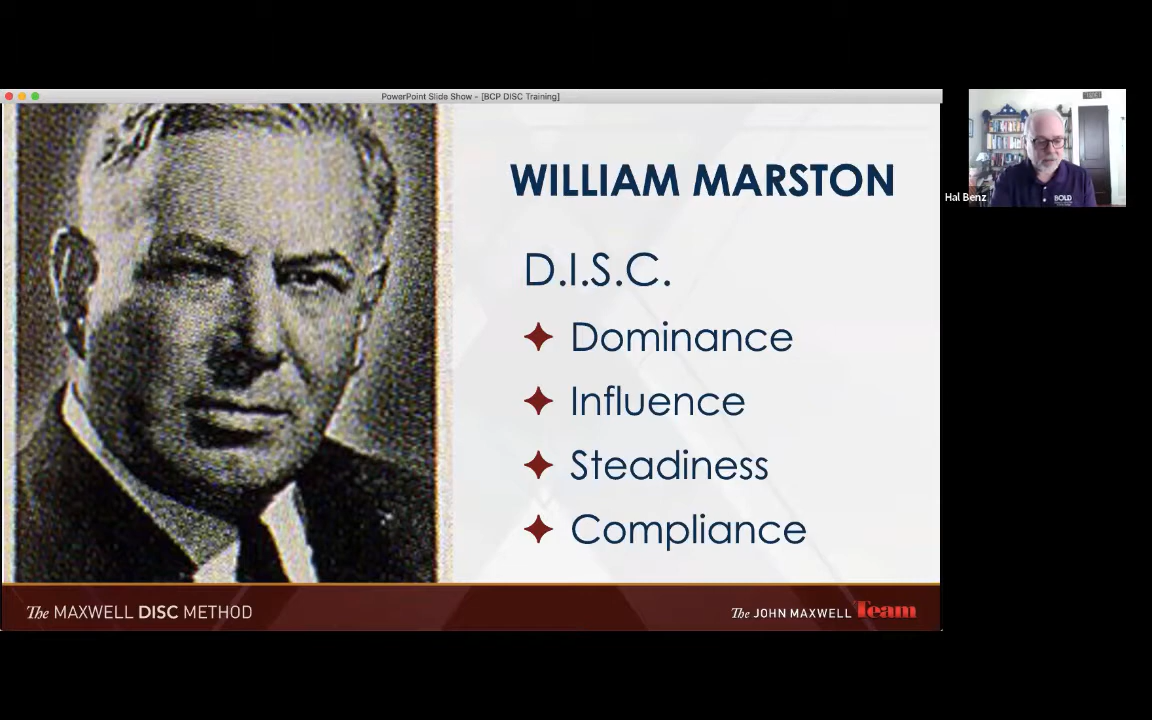 PowerPoint Slide Show - [BCP DISC Training]
WILLIAM MARSTON
D.I.S.C.
Dominance
Influence
Steadiness
Compliance
The MAXWELL DISC METHOD
The JOHN MAXWELL Team
BOLD
Hal Benz